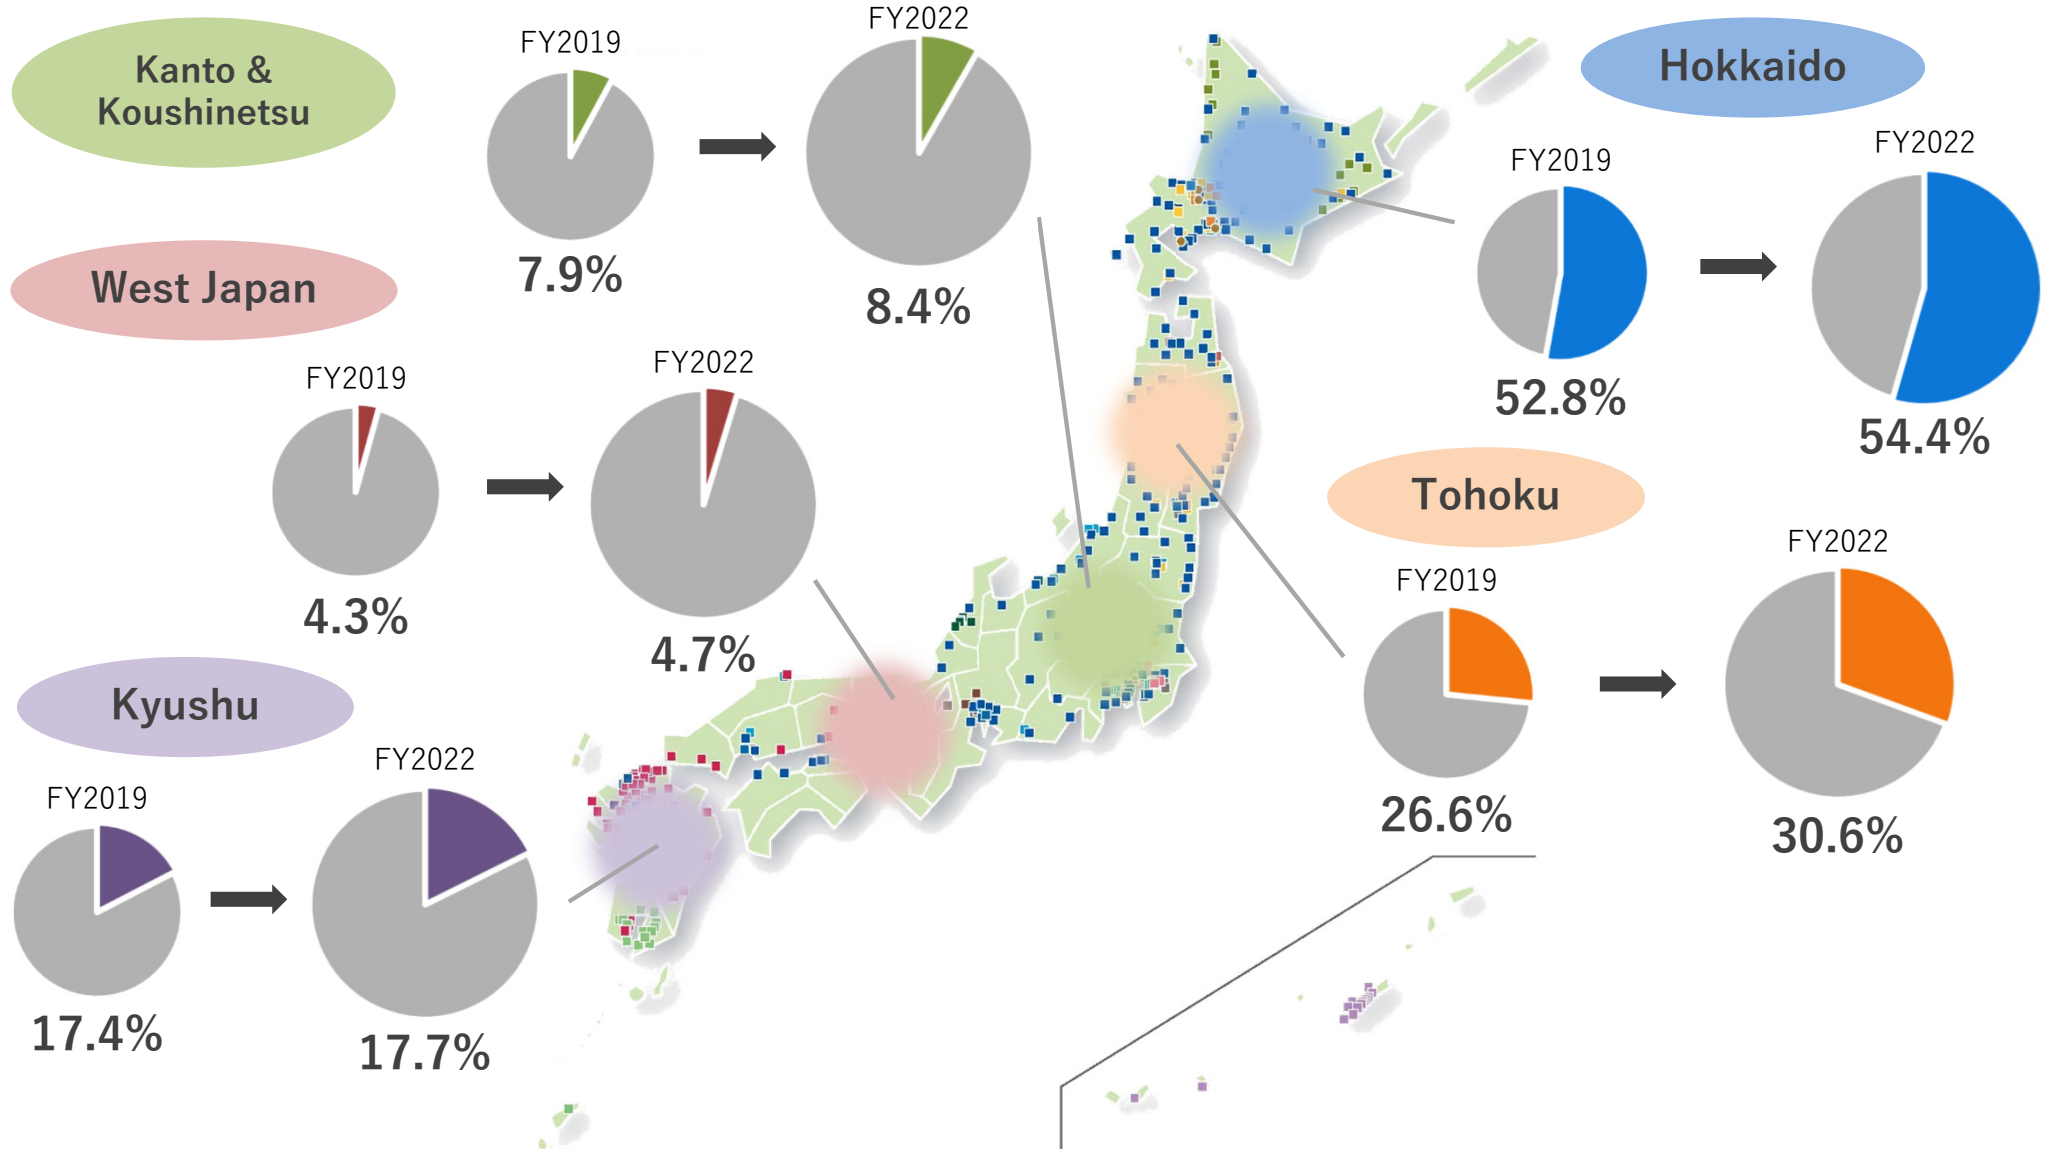 Kanto &
Koushinetsu
FY2019
7.9%
FY2022
8.4%
West Japan
FY2019
4.3%
FY2022
4.7%
Kyushu
FY2019
17.4%
FY2022
17.7%
Hokkaido
FY2019
52.8%
FY2022
54.4%
Tohoku
FY2019
26.6%
FY2022
30.6%